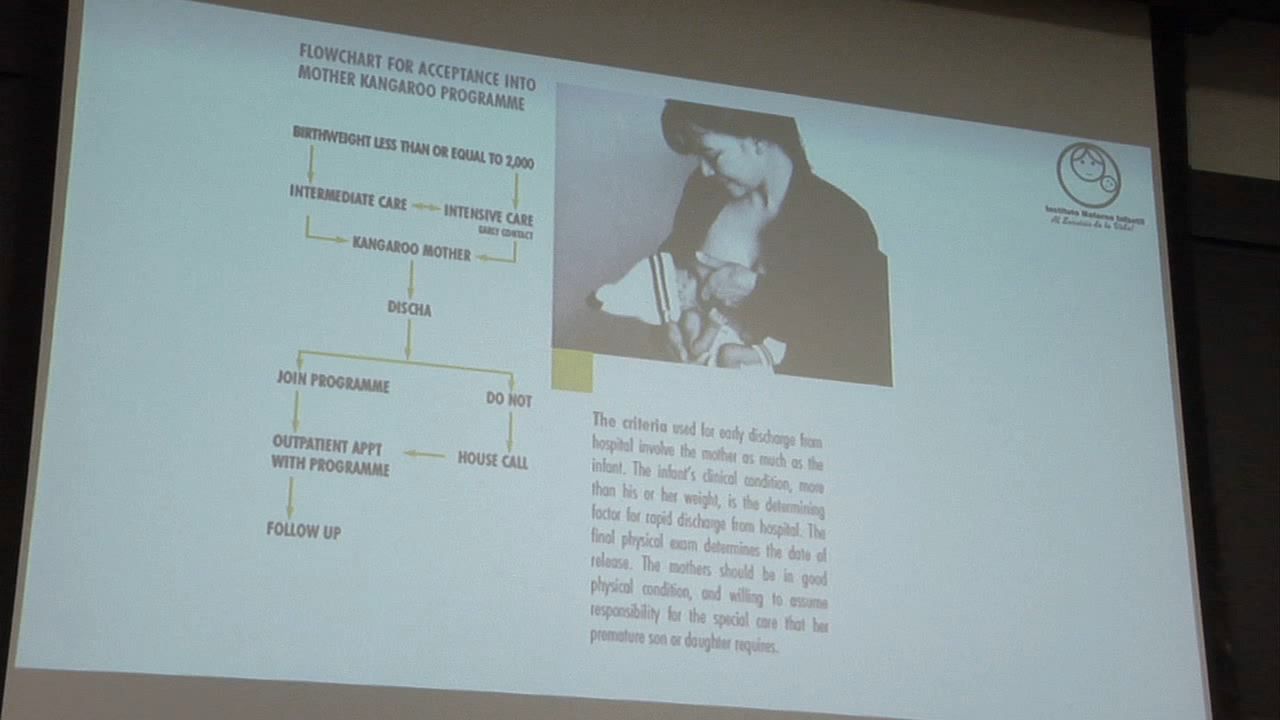 FLOWCHART FOR ACCEPTANCE INTO
MOTHER KANGAROO PROGRAMME
BIRTHWEIGHT LESS THAN OR EQUAL TO 2,000
INTERMEDIATE CARE
INTENSIVE CARE
EARLY CONTACT
KANGAROO MOTHER
DISCHA
JOIN PROGRAMME
DO NOT
OUTPATIENT APPT
WITH PROGRAMME
HOUSE CALL
FOLLOW UP
The criteria used for early discharge from
hospital involve the mother as much as the
infant. The infant's clinical condition, more
than his or her weight, is the determining
factor for rapid discharge from hospital. The
final physical exam determines the date of
release. The mothers should be in good
physical condition, and willing to assume
responsibility for the special care that her
premature son or daughter requires.
Instituto Materno Infantil
Al Servicio de la Vida!